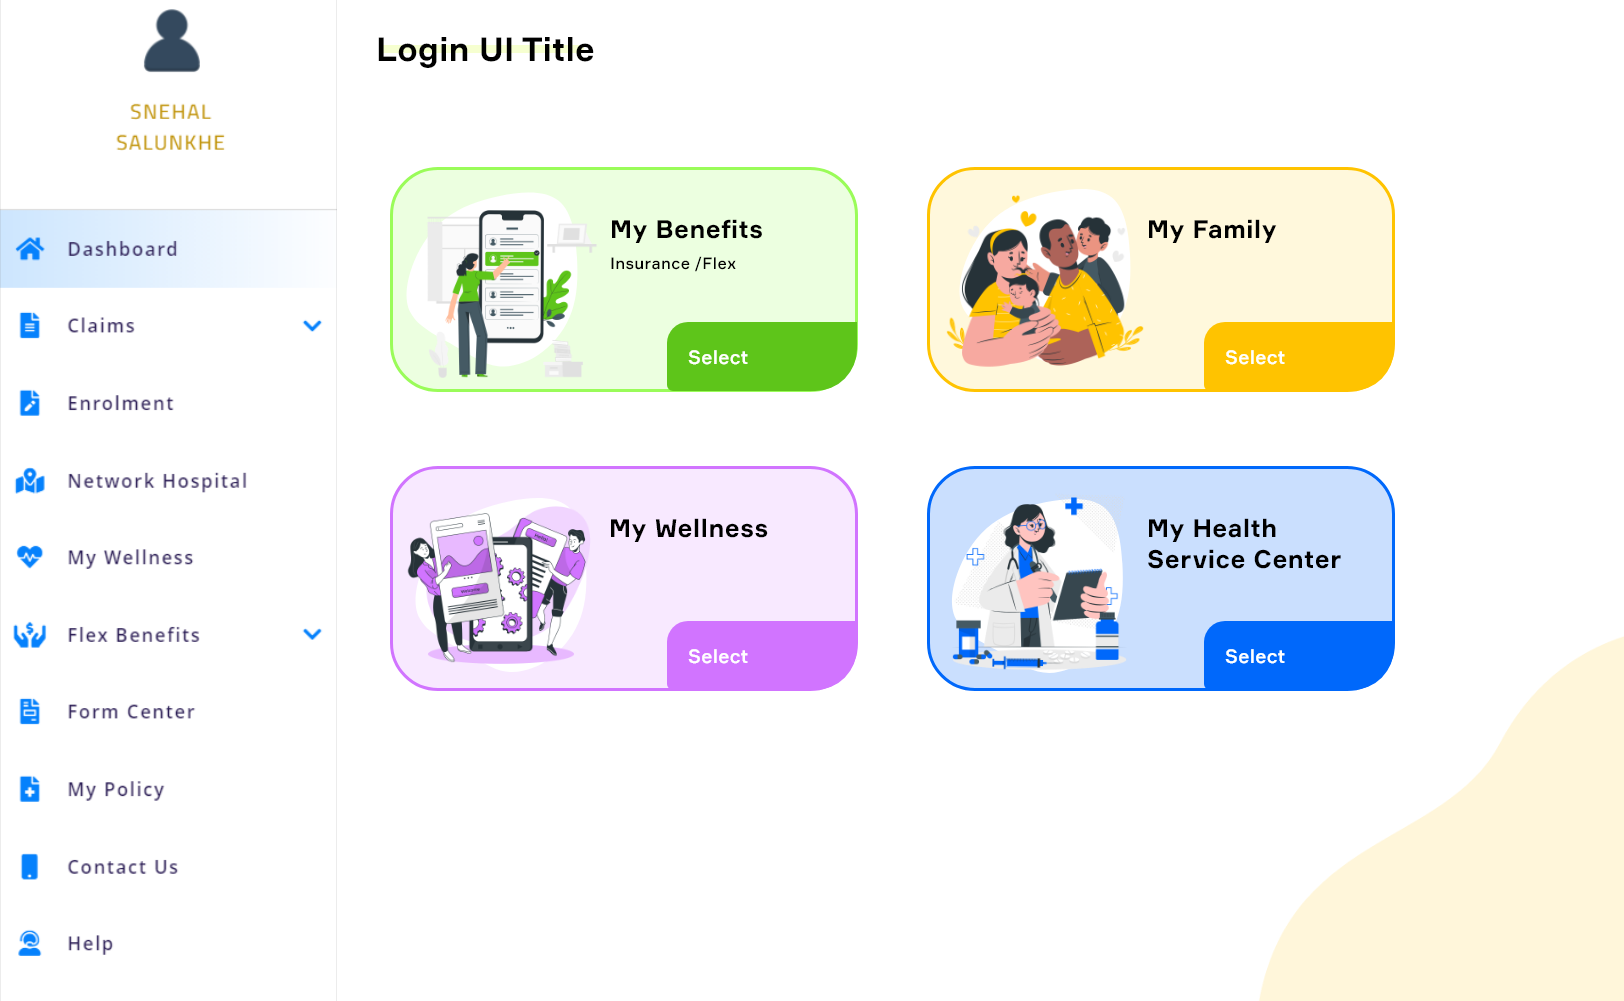 SNEHAL
SALUNKHE
Dashboard
Claims
Enrolment
Network Hospital
My Wellness
Flex Benefits
Form Center
My Policy
Contact Us
Help
Login UI Title
My Benefits
Insurance /Flex
Select
My Family
Select
My Wellness
Select
My Health
Service Center
Select